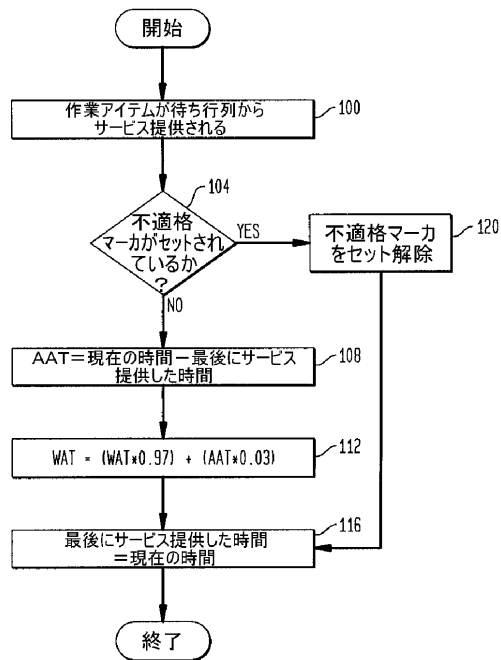 開始
作業アイテムが待ち行列から
サービス提供される
100
104
不適格
マーカがセットされ
ているか
?
YES
NO
不適格マーカ
をセット解除
120
AAT=現在の時間-最後にサービス
提供した時間
108
WAT = (WAT*0.97) + (AAT*0.03)
112
最後にサービス提供した時間
=現在の時間
116
終了